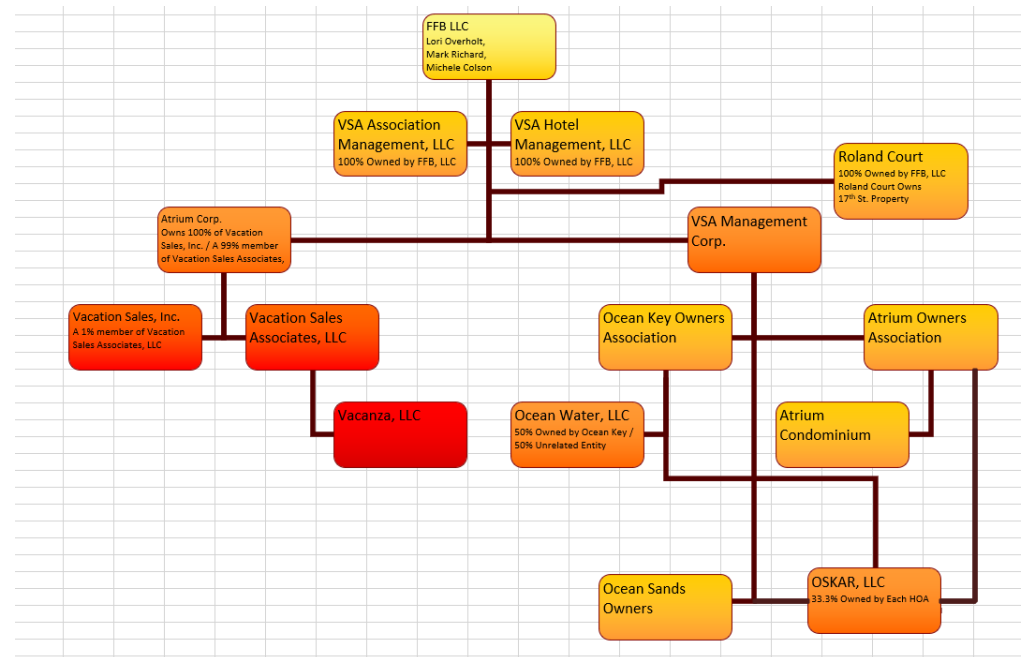 FFB LLC
Lori Overholt,
Mark Richard,
Michele Colson
VSA Association
Management, LLC
100% Owned by FFB, LLC
VSA Hotel
Management, LLC
100% Owned by FFB, LLC
Roland Court
100% Owned by FFB, LLC
Roland Court Owns
17th St. Property
Atrium Corp.
Owns 100% of Vacation
Sales, Inc. / A 99% member
of Vacation Sales Associates,
VSA Management
Corp.
Vacation Sales, Inc.
A 1% member of Vacation
Sales Associates, LLC
Vacation Sales
Associates, LLC
Ocean Key Owners
Association
Atrium Owners
Association
Vacanza, LLC
Ocean Water, LLC
50% Owned by Ocean Key /
50% Unrelated Entity
Atrium
Condominium
Ocean Sands
Owners
OSKAR, LLC
33.3% Owned by Each HOA